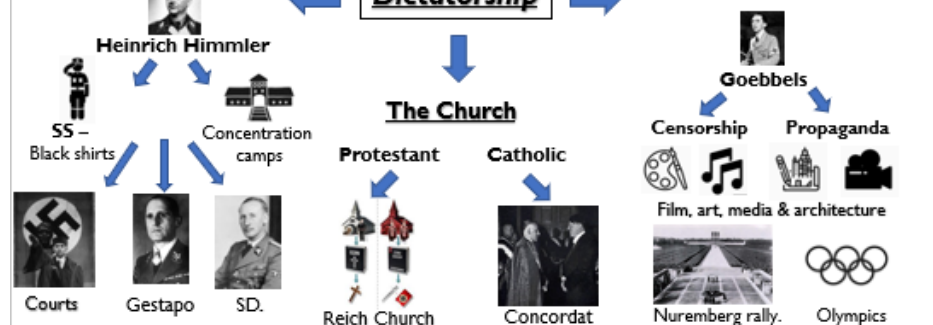 Dictatorship
Heinrich Himmler
SS –
Black shirts
Concentration
camps
Courts
Gestapo
SD.
The Church
Protestant
Catholic
Reich Church
Concordat
Goebbels
Censorship
Propaganda
Film, art, media & architecture
Nuremberg rally.
Olympics